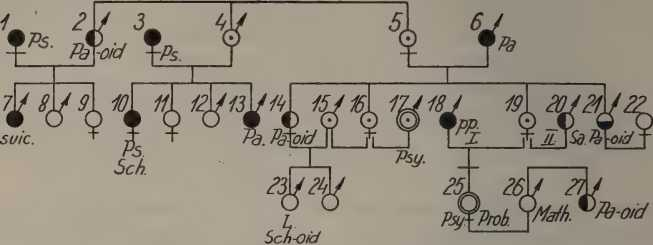 1 2 3 4 5 6
Ps. Pa-oid Ps. Pa
7 8 9 10 11 12 13 14 15 16 17 18 19 20 21 22
suic. Ps. Sch. Pa. Pa-oid Psy. pp. I II Sa. Pa-oid
23 24 25 26 27
L Sch-oid Psy Prob. Math. Pa-oid